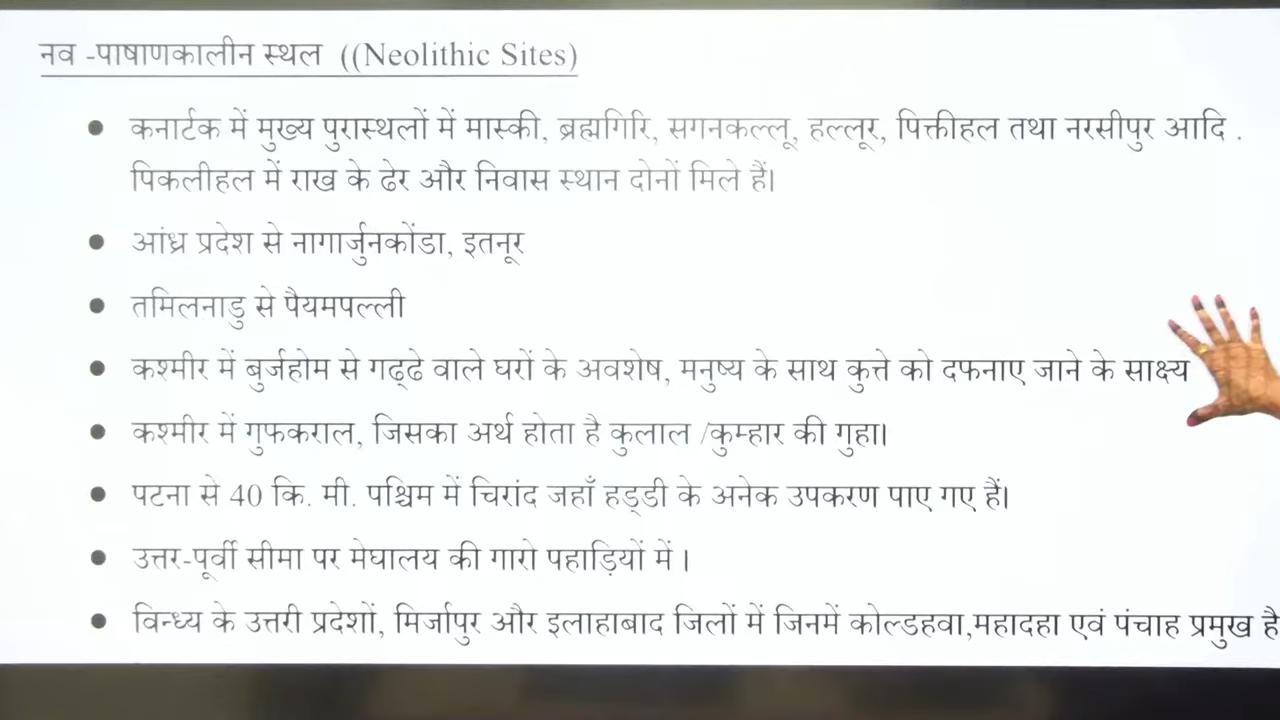 नव -पाषाणकालीन स्थल ((Neolithic Sites)
● कनार्टक में मुख्य पुरास्थलों में मास्की, ब्रह्मगिरि, सगनकल्लू, हल्लूर, पिक्तीहल तथा नरसीपुर आदि .
पिकलीहल में राख के ढेर और निवास स्थान दोनों मिले हैं।
● आंध्र प्रदेश से नागार्जुनकोंडा, इतनूर
● तमिलनाडु से पैयमपल्ली
● कश्मीर में बुर्जहोम से गढ्ढे वाले घरों के अवशेष, मनुष्य के साथ कुत्ते को दफनाए जाने के साक्ष्य
● कश्मीर में गुफकराल, जिसका अर्थ होता है कुलाल /कुम्हार की गुहा।
● पटना से 40 कि. मी. पश्चिम में चिरांद जहाँ हड्डी के अनेक उपकरण पाए गए हैं।
● उत्तर-पूर्वी सीमा पर मेघालय की गारो पहाड़ियों में ।
● विन्ध्य के उत्तरी प्रदेशों, मिर्जापुर और इलाहाबाद जिलों में जिनमें कोल्डहवा,महादहा एवं पंचाह प्रमुख है